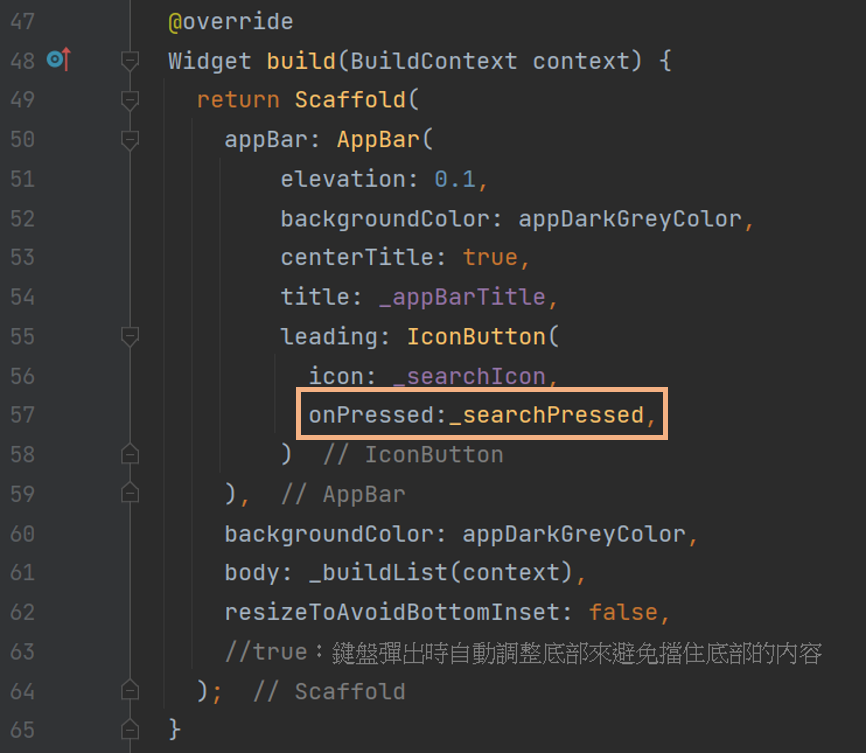 47 @override
48 Widget build(BuildContext context) {
49 return Scaffold(
50 appBar: AppBar(
51 elevation: 0.1,
52 backgroundColor: appDarkGreyColor,
53 centerTitle: true,
54 title: _appBarTitle,
55 leading: IconButton(
56 icon: _searchIcon,
57 onPressed:_searchPressed,
58 ) // IconButton
59 ), // AppBar
60 backgroundColor: appDarkGreyColor,
61 body: _buildList(context),
62 resizeToAvoidBottomInset: false,
63 //true：鍵盤彈出時自動調整底部來避免擋住底部的內容
64 ); // Scaffold
65 }